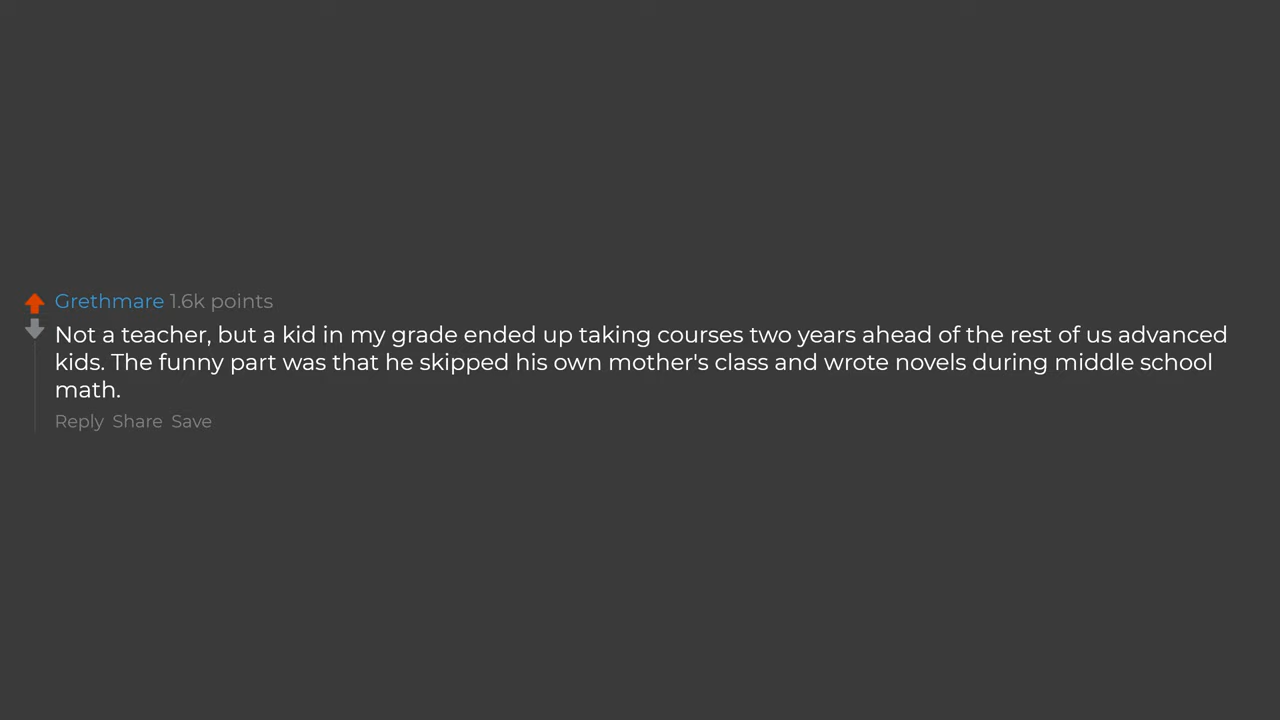 Grethmare 1.6k points
Not a teacher, but a kid in my grade ended up taking courses two years ahead of the rest of us advanced
kids. The funny part was that he skipped his own mother's class and wrote novels during middle school
math.
Reply Share Save